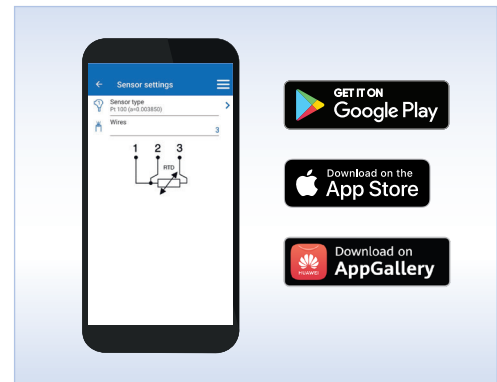 Sensor settings
Sensor type
Pt 100 (α=0.003850)
Wires
3
1 2 3
RTD
GET IT ON
Google Play
Download on the
App Store
HUAWEI
Download on
AppGallery